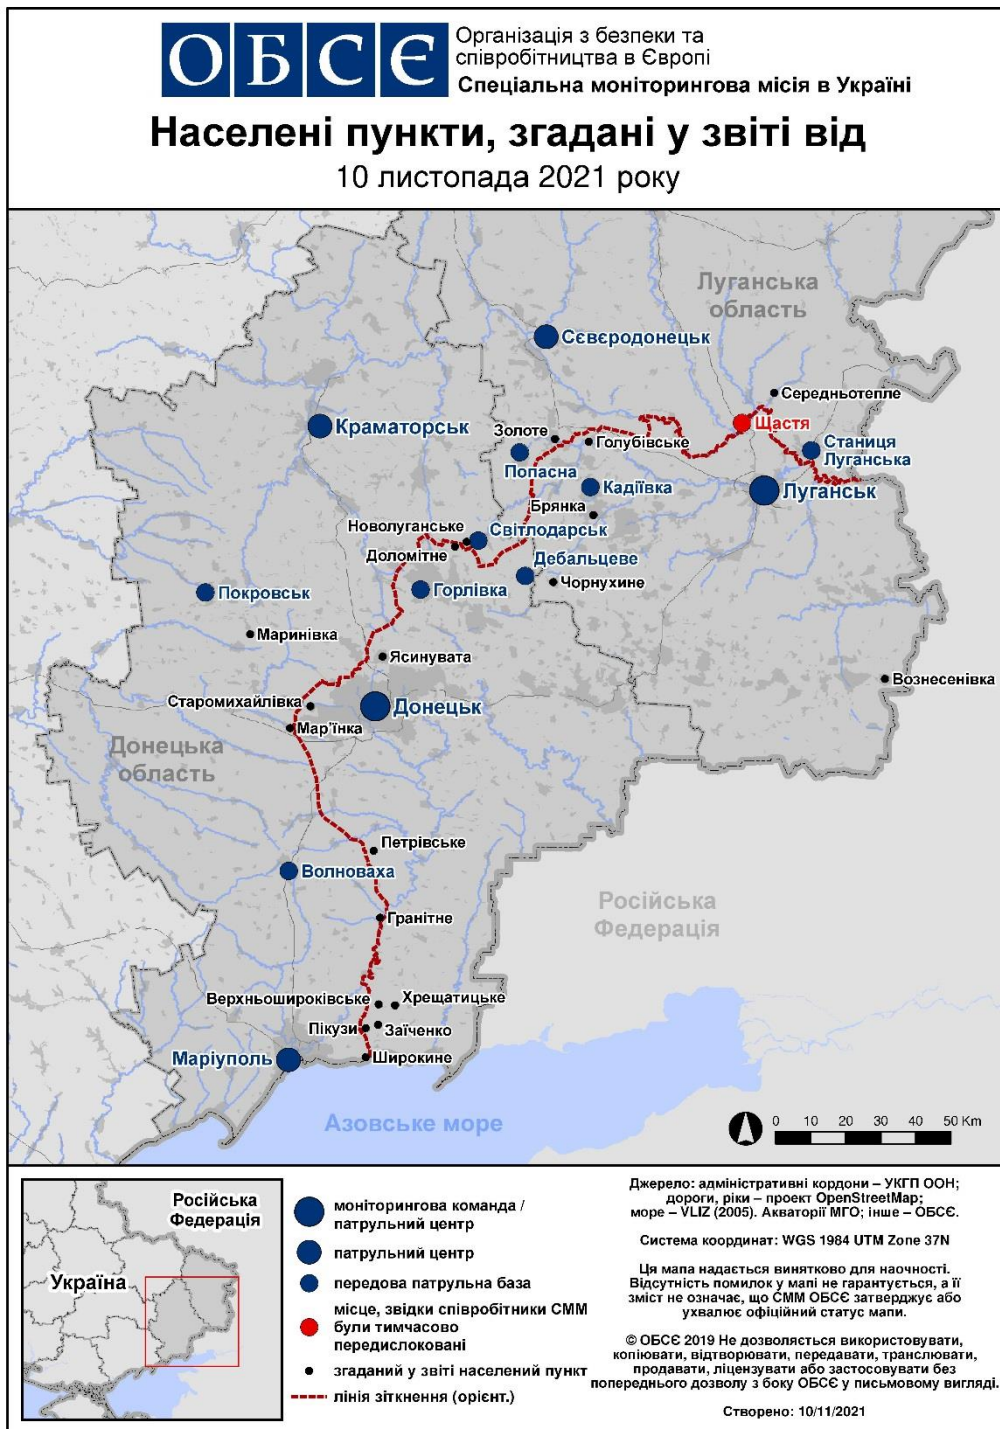 ОБСЄ
Організація з безпеки та
співробітництва в Європі
Спеціальна моніторингова місія в Україні
Населені пункти, згадані у звіті від
10 листопада 2021 року
Луганська
область
Сєвєродонецьк
Середньотепле
Щастя
Краматорськ
Золоте
Голубівське
Станиця
Луганська
Попасна
Кадіївка
Луганськ
Брянка
Новолуганське
Світлодарськ
Доломітне
Дебальцеве
Чорнухине
Горлівка
Покровськ
Маринівка
Ясинувата
Вознесенівка
Старомихайлівка
Донецьк
Мар'їнка
Донецька
область
Петрівське
Волноваха
Російська
Федерація
Гранітне
Верхньошироківське
Хрещатицьке
Пікузи
Заїченко
Маріуполь
Широкине
Азовське море
0 10 20 30 40 50 Km
Російська
Федерація
Україна
моніторингова команда /
патрульний центр
патрульний центр
передова патрульна база
місце, звідки співробітники СММ
були тимчасово
передислоковані
згаданий у звіті населений пункт
лінія зіткнення (орієнт.)
Джерело: адміністративні кордони – УКГП ООН;
дороги, ріки – проект OpenStreetMap;
море – VLIZ (2005). Акваторії МГО; інше – ОБСЄ.
Система координат: WGS 1984 UTM Zone 37N
Ця мапа надається винятково для наочності.
Відсутність помилок у мапі не гарантується, а її
зміст не означає, що СММ ОБСЄ затверджує або
ухвалює офіційний статус мапи.
© ОБСЄ 2019 Не дозволяється використовувати,
копіювати, відтворювати, передавати, транслювати,
продавати, ліцензувати або застосовувати без
попереднього дозволу з боку ОБСЄ у письмовому вигляді.
Створено: 10/11/2021